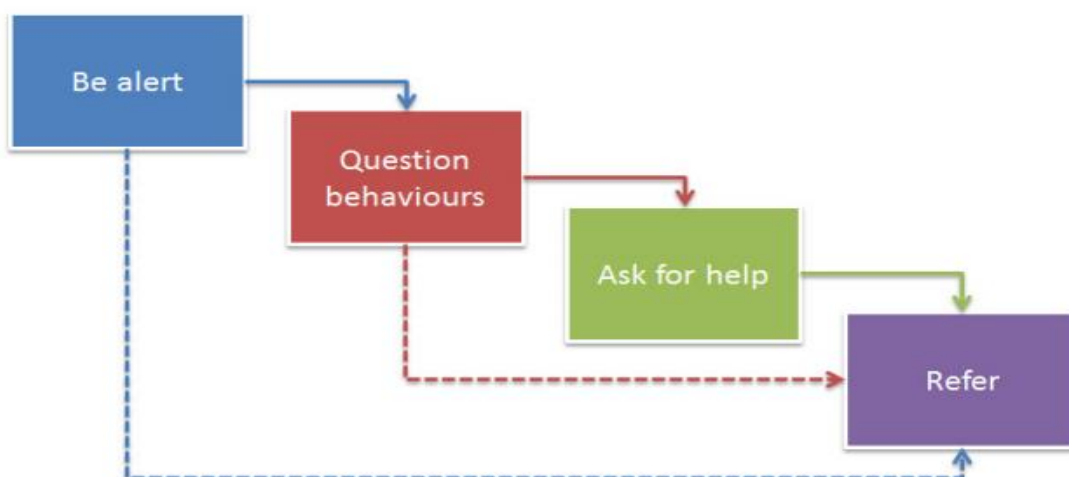 Be alert
Question
behaviours
Ask for help
Refer